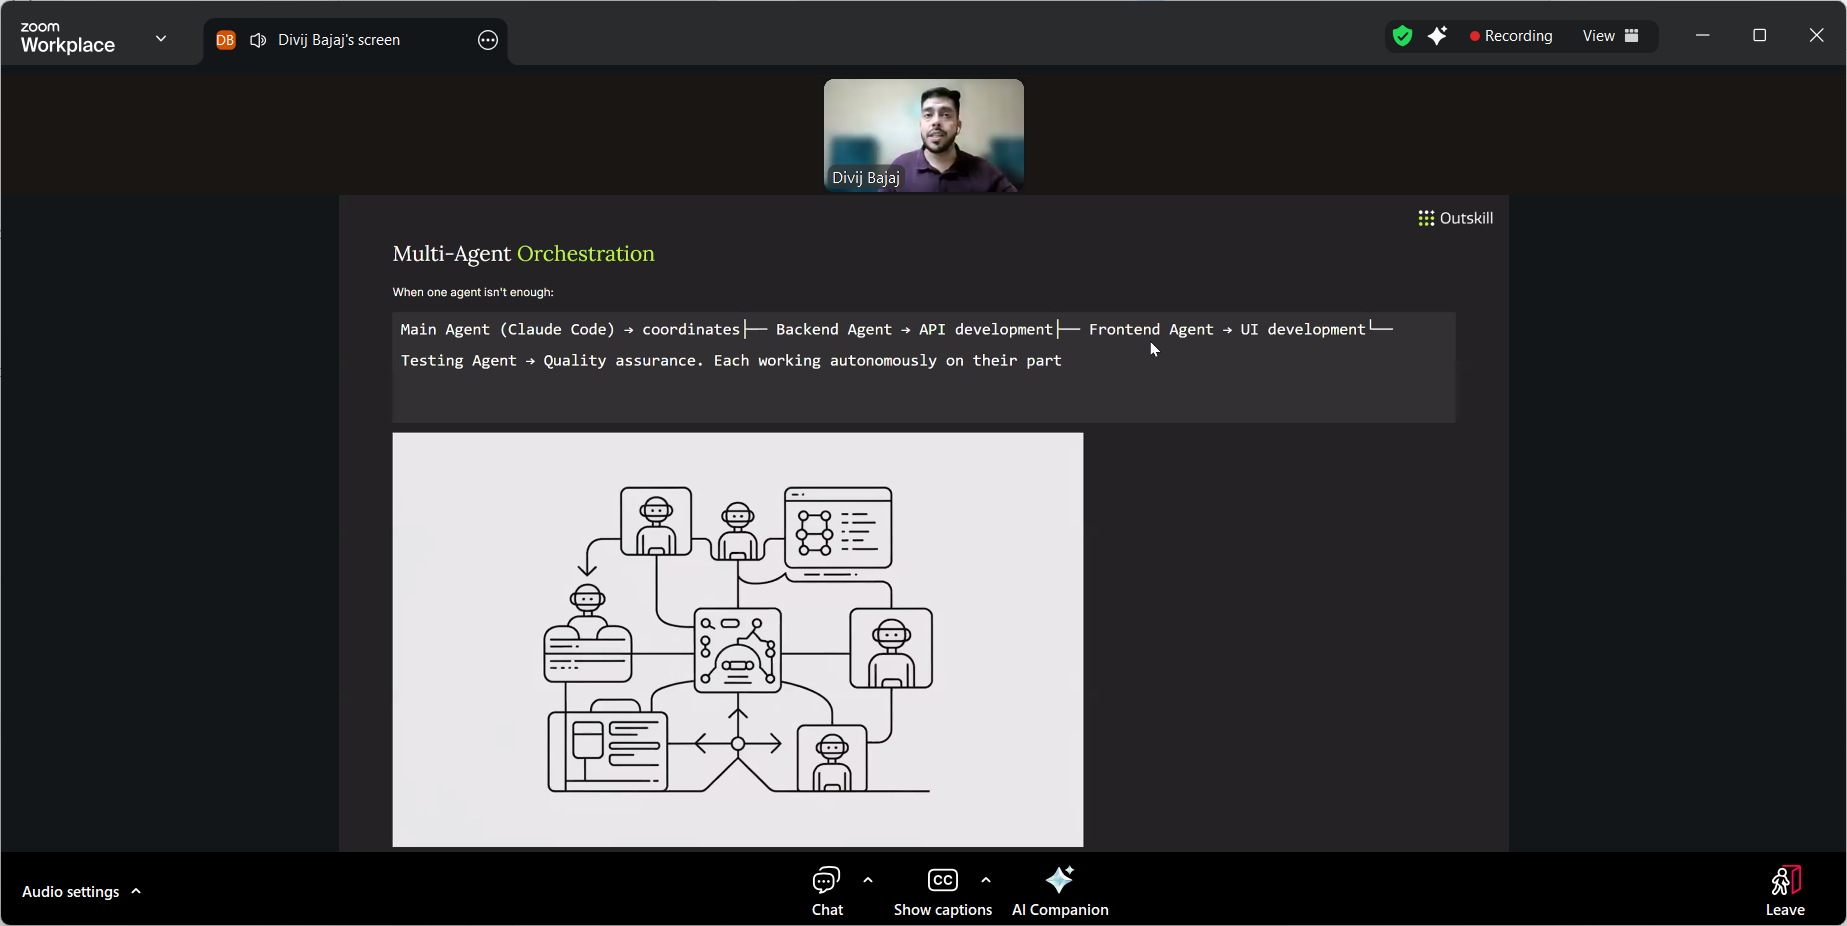 zoom
Workplace
DB
Divij Bajaj's screen
Recording
View
Divij Bajaj
Outskill
Multi-Agent Orchestration
When one agent isn't enough:
Main Agent (Claude Code) → coordinates├── Backend Agent → API development├── Frontend Agent → UI development└──
Testing Agent → Quality assurance. Each working autonomously on their part
Audio settings
Chat
CC
Show captions
AI Companion
Leave